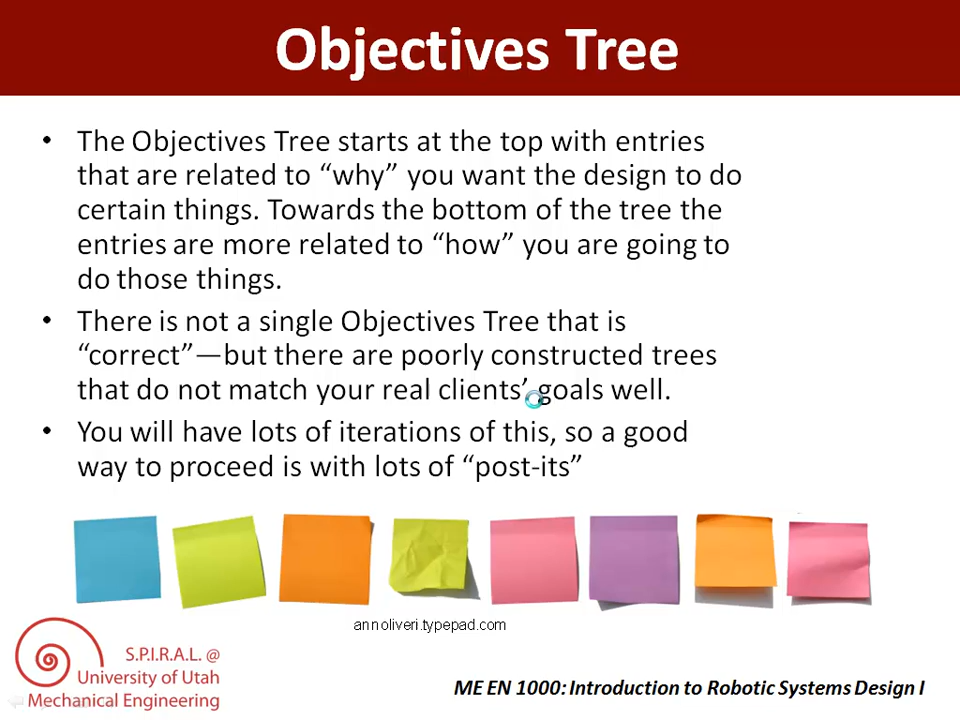 Objectives Tree
• The Objectives Tree starts at the top with entries
that are related to “why” you want the design to do
certain things. Towards the bottom of the tree the
entries are more related to “how” you are going to
do those things.
• There is not a single Objectives Tree that is
“correct”—but there are poorly constructed trees
that do not match your real clients’ goals well.
• You will have lots of iterations of this, so a good
way to proceed is with lots of “post-its”
annoliveri.typepad.com
S.P.I.R.A.L. @
University of Utah
Mechanical Engineering
ME EN 1000: Introduction to Robotic Systems Design I